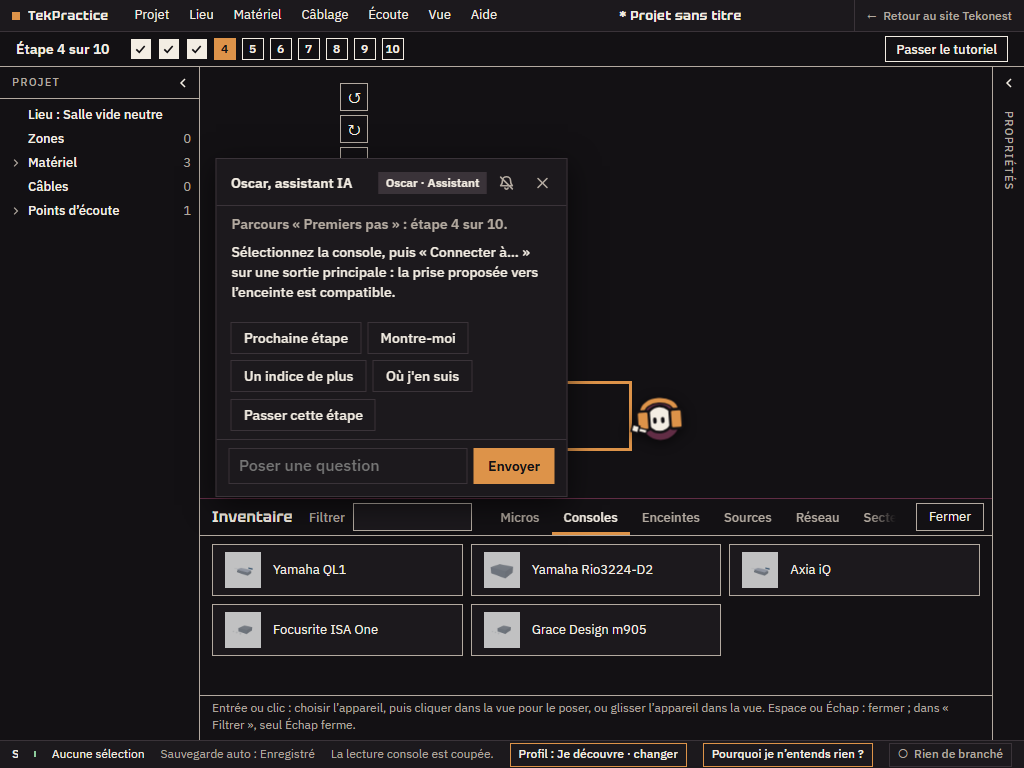 TekPractice Projet Lieu Matériel Câblage Écoute Vue Aide * Projet sans titre ← Retour au site Tekonest
Étape 4 sur 10 4 5 6 7 8 9 10 Passer le tutoriel
PROJET
Lieu : Salle vide neutre
Zones 0
Matériel 3
Câbles 0
Points d'écoute 1
PROPRIÉTÉS
Oscar, assistant IA Oscar · Assistant
Parcours « Premiers pas » : étape 4 sur 10.
Sélectionnez la console, puis « Connecter à… »
sur une sortie principale : la prise proposée vers
l'enceinte est compatible.
Prochaine étape Montre-moi
Un indice de plus Où j'en suis
Passer cette étape
Poser une question Envoyer
Inventaire Filtrer Micros Consoles Enceintes Sources Réseau Fermer
Yamaha QL1 Yamaha Rio3224-D2 Axia iQ
Focusrite ISA One Grace Design m905
Entrée ou clic : choisir l'appareil, puis cliquer dans la vue pour le poser, ou glisser l'appareil dans la vue. Espace ou Échap : fermer ; dans «
Filtrer », seul Échap ferme.
Aucune sélection Sauvegarde auto : Enregistré La lecture console est coupée. Profil : Je découvre · changer Pourquoi je n'entends rien ? Rien de branché